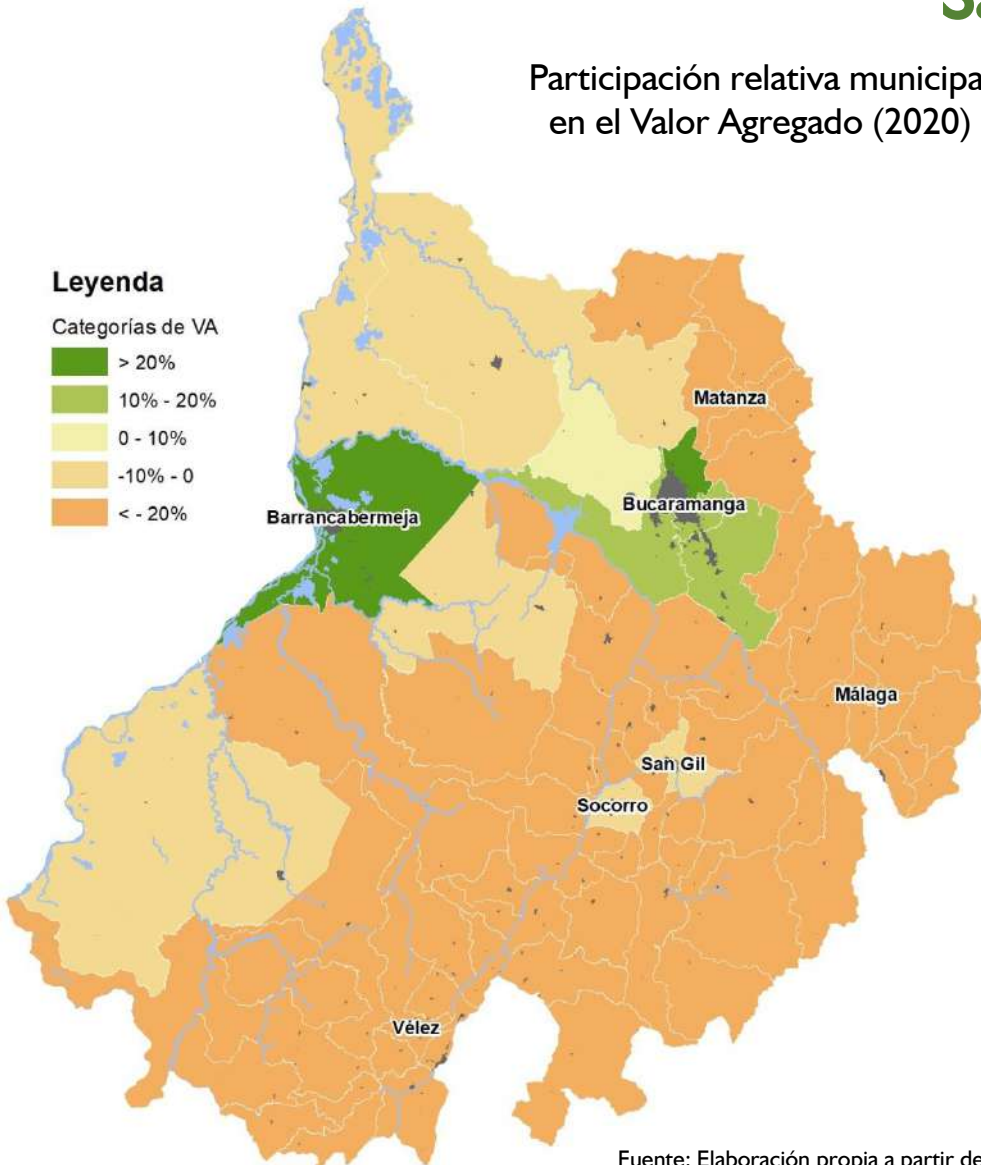 Participación relativa municipa
en el Valor Agregado (2020)
Leyenda
Categorías de VA
> 20%
10% - 20%
0 - 10%
-10% - 0
< - 20%
Matanza
Bucaramanga
Barrancabermeja
Málaga
San Gil
Socorro
Vélez
Fuente: Elaboración propia a partir de